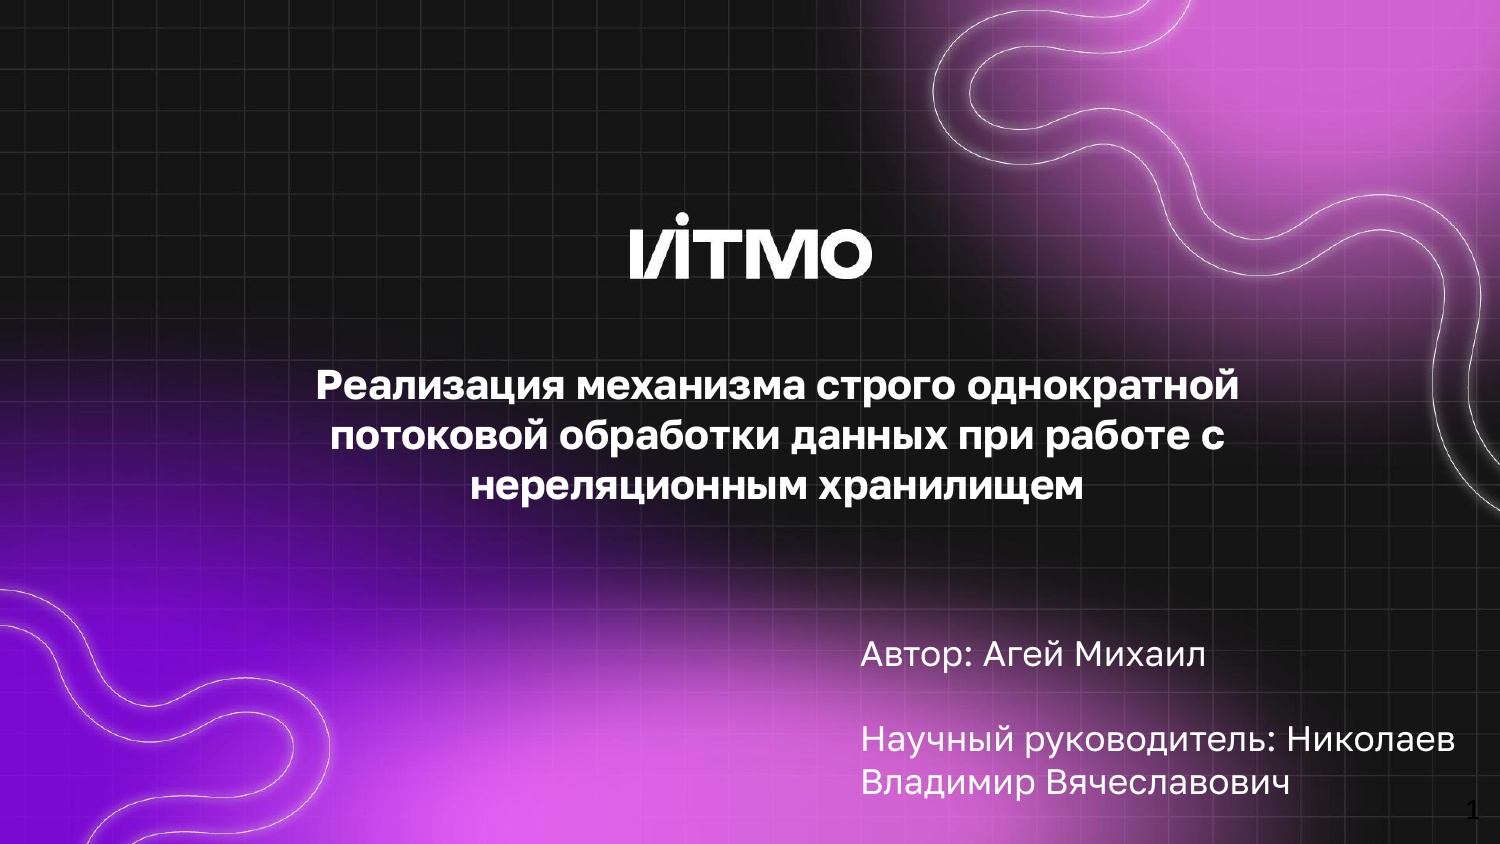 ИТМО
Реализация механизма строго однократной
потоковой обработки данных при работе с
нереляционным хранилищем
Автор: Агей Михаил
Научный руководитель: Николаев
Владимир Вячеславович
1